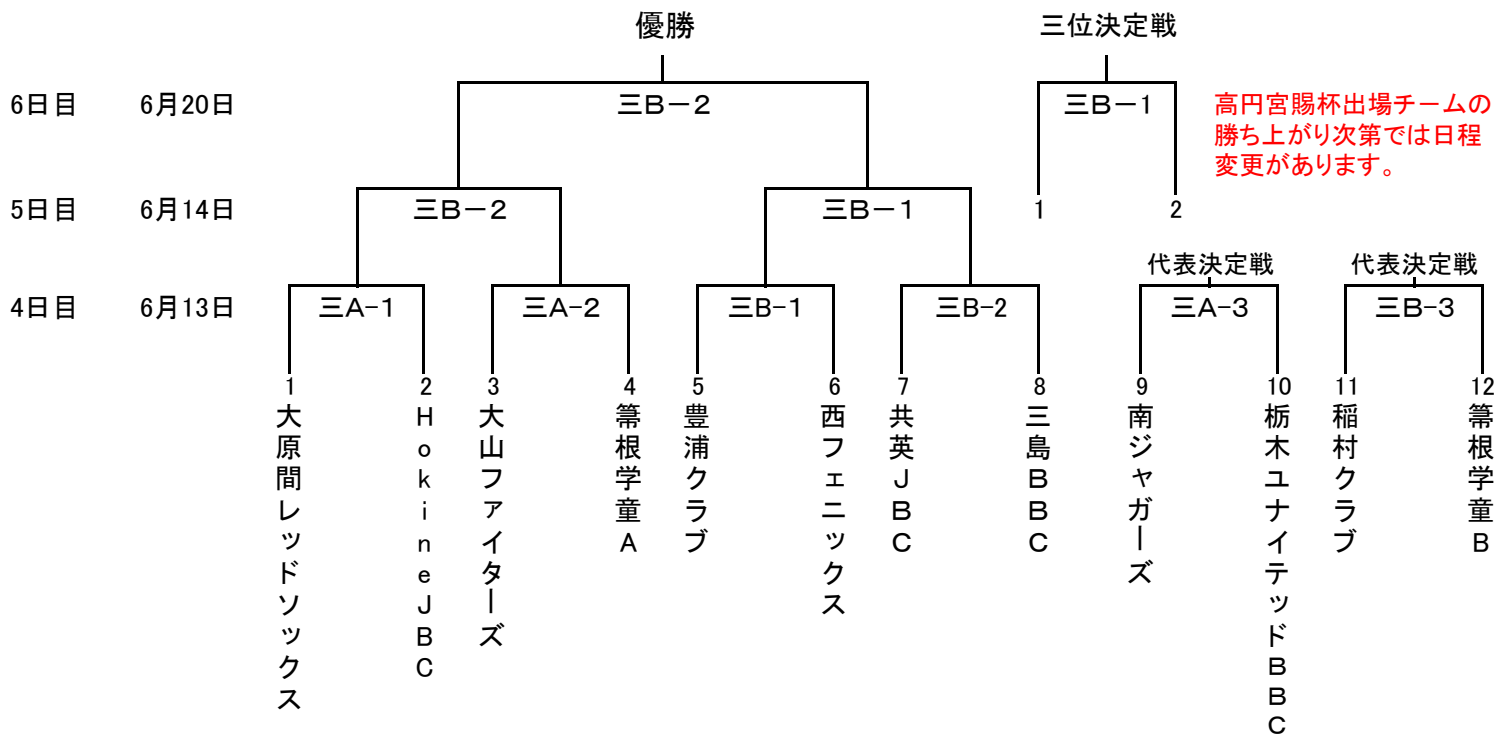 優勝
三位決定戦
6日目 6月20日 三B－2 三B－1
高円宮賜杯出場チームの
勝ち上がり次第では日程
変更があります。
5日目 6月14日 三B－2 三B－1 1 2
代表決定戦 代表決定戦
4日目 6月13日 三A-1 三A-2 三B-1 三B-2 三A-3 三B-3
1 2 3 4 5 6 7 8 9 10 11 12
大原間レッドソックス
HokineJBC
大山ファイターズ
箒根学童A
豊浦クラブ
西フェニックス
共英JBC
三島BBC
南ジャガーズ
栃木ユナイテッドBBC
稲村クラブ
箒根学童B